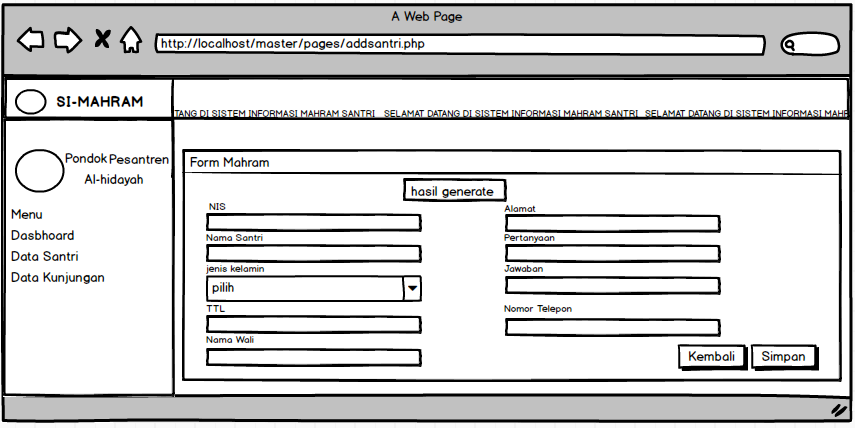 A Web Page
http://localhost/master/pages/addsantri.php
SI-MAHRAM
TANG DI SISTEM INFORMASI MAHRAM SANTRI SELAMAT DATANG DI SISTEM INFORMASI MAHRAM SANTRI SELAMAT DATANG DI SISTEM INFORMASI MAHR
Pondok Pesantren
Al-hidayah
Menu
Dasbhoard
Data Santri
Data Kunjungan
Form Mahram
hasil generate
NIS
Nama Santri
jenis kelamin
pilih
TTL
Nama Wali
Alamat
Pertanyaan
Jawaban
Nomor Telepon
Kembali
Simpan